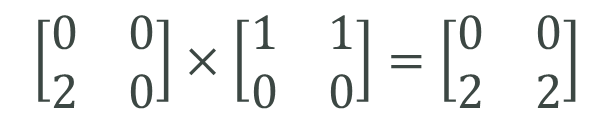 [0 0] × [1 1] = [0 0]
[2 0] [0 0] [2 2]